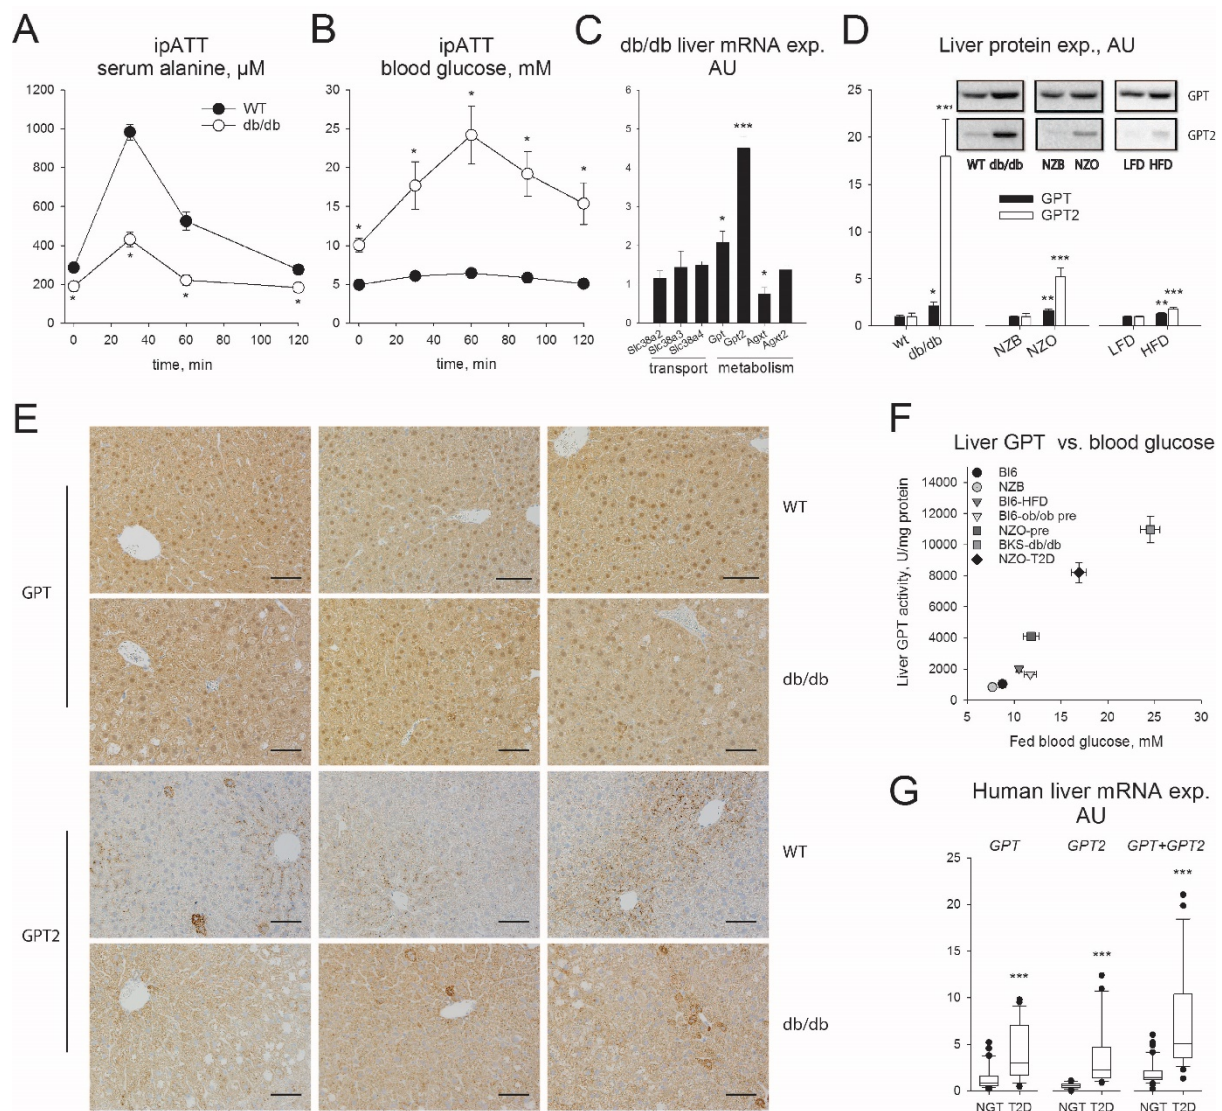 A
ipATT
serum alanine, µM
1200
1000
800
600
400
200
0
WT
db/db
*
*
*
*
0 20 40 60 80 100 120
time, min
B
ipATT
blood glucose, mM
30
25
20
15
10
5
0
*
*
*
*
*
0 20 40 60 80 100 120
time, min
C
db/db liver mRNA exp.
AU
6
5
4
3
2
1
0
*
***
*
Slc38a2
Slc38a3
Slc38a4
Gpt
Gpt2
Agxt
Agxt2
transport metabolism
D
Liver protein exp., AU
25
20
15
10
5
0
GPT
GPT2
WT db/db NZB NZO LFD HFD
GPT
GPT2
*
***
**
***
**
***
wt
db/db
NZB
NZO
LFD
HFD
E
GPT
WT
db/db
GPT2
WT
db/db
F
Liver GPT vs. blood glucose
Liver GPT activity, U/mg protein
14000
12000
10000
8000
6000
4000
2000
0
Bl6
NZB
Bl6-HFD
Bl6-ob/ob pre
NZO-pre
BKS-db/db
NZO-T2D
5 10 15 20 25 30
Fed blood glucose, mM
G
Human liver mRNA exp.
AU
GPT GPT2 GPT+GPT2
25
20
15
10
5
0
***
***
***
NGT T2D NGT T2D NGT T2D